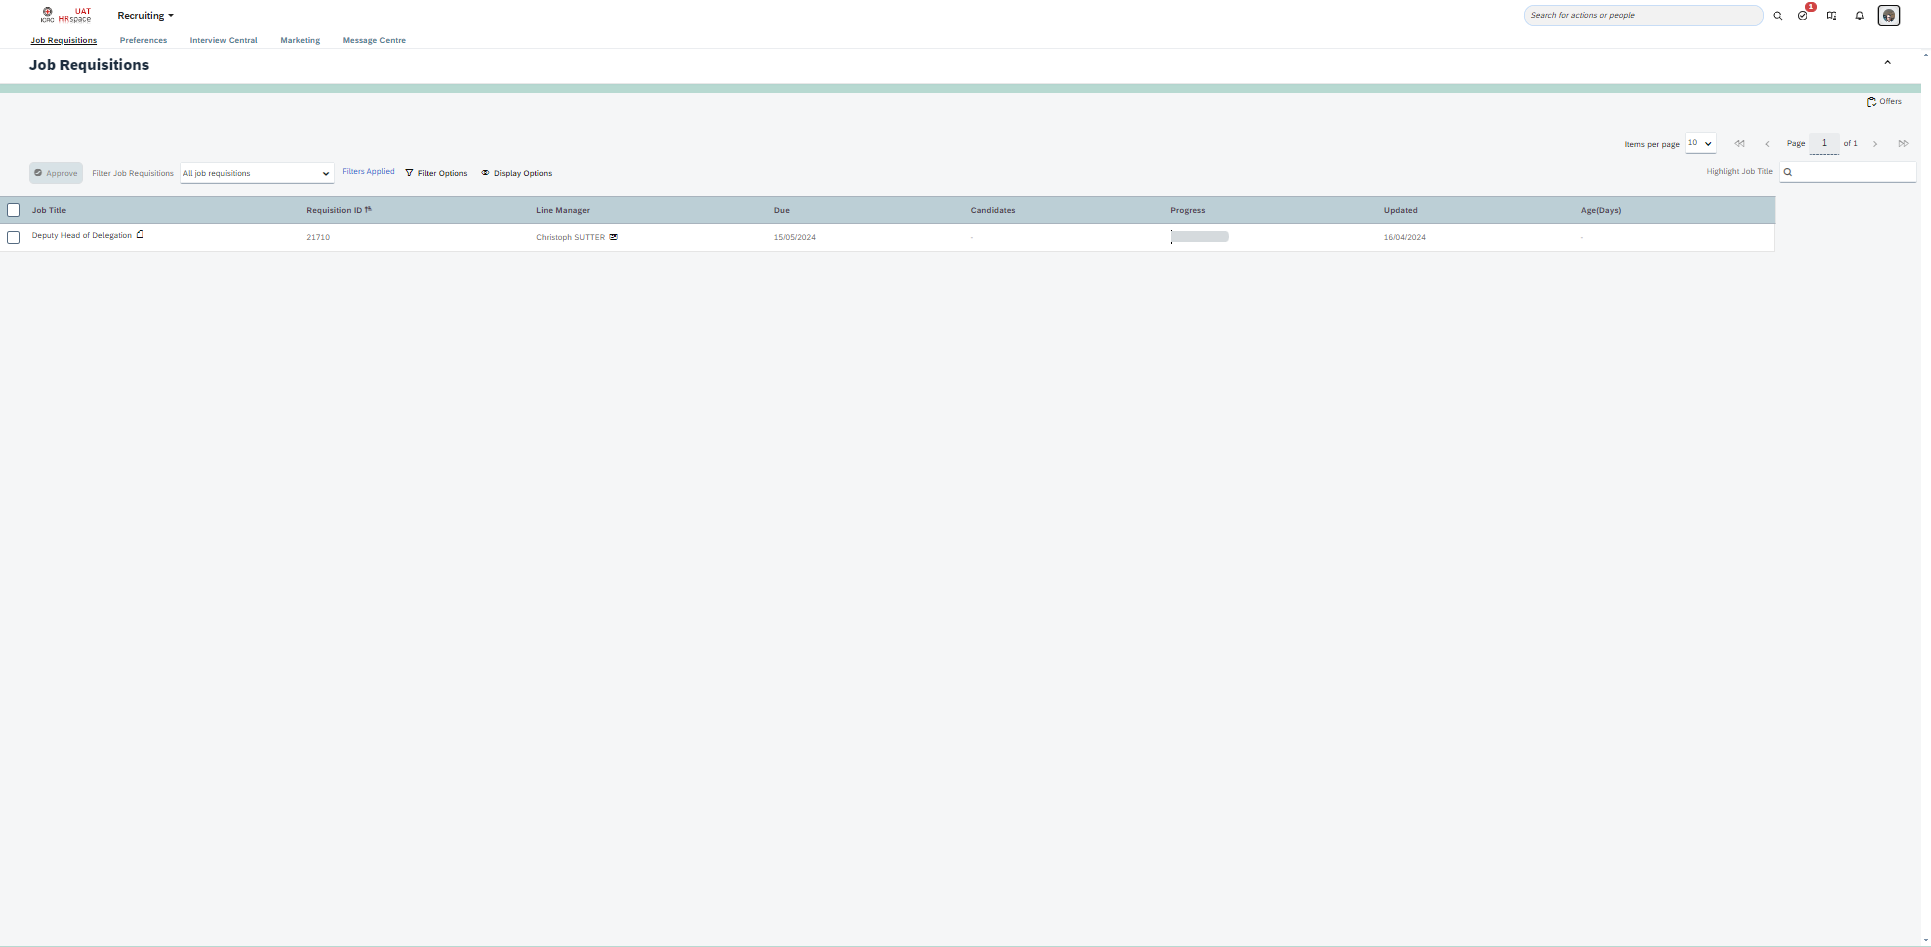 ICRC UAT HRspace Recruiting Search for actions or people 1
Job Requisitions Preferences Interview Central Marketing Message Centre
Job Requisitions
Offers
Items per page 10 Page 1 of 1
Approve Filter Job Requisitions All job requisitions Filters Applied Filter Options Display Options Highlight Job Title
Job Title Requisition ID Line Manager Due Candidates Progress Updated Age(Days)
Deputy Head of Delegation 21710 Christoph SUTTER 15/05/2024 - 16/04/2024 -